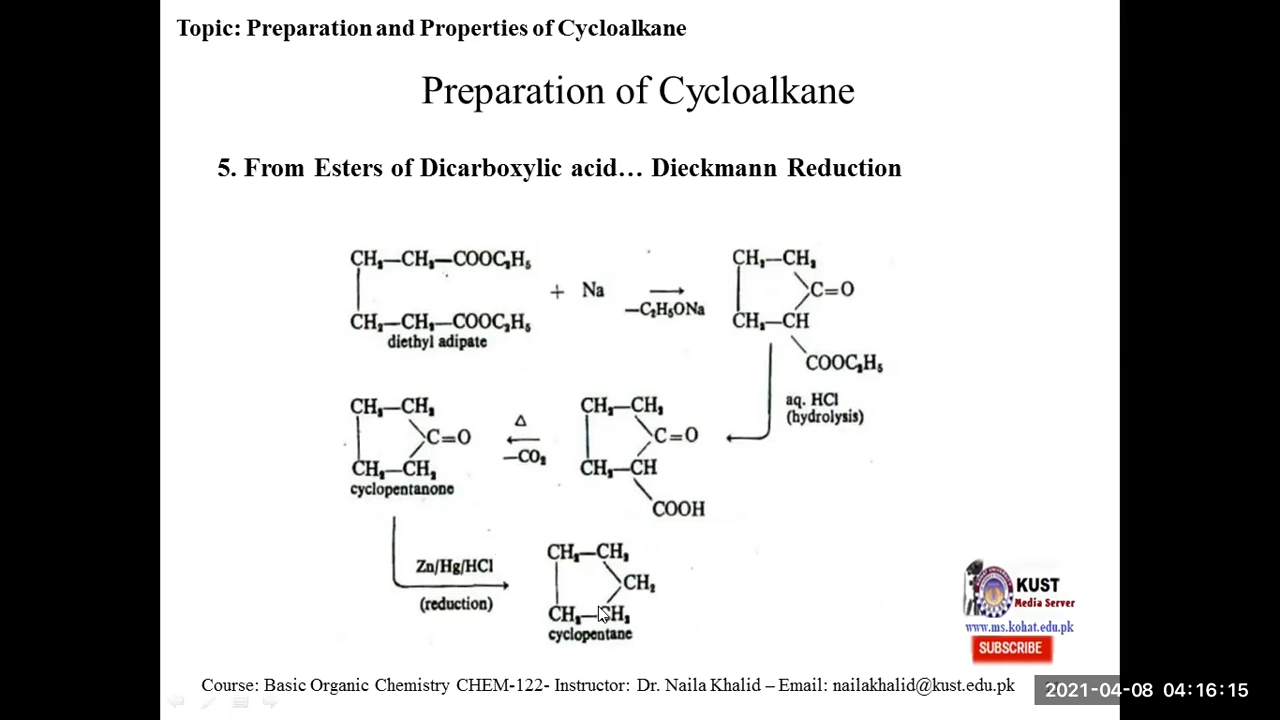 Topic: Preparation and Properties of Cycloalkane
Preparation of Cycloalkane
5. From Esters of Dicarboxylic acid… Dieckmann Reduction
CH₂—CH₂—COOC₂H₅
CH₂—CH₂—COOC₂H₅
diethyl adipate
+ Na
—C₂H₅ONa
CH₂—CH₂
C=O
CH₂—CH
COOC₂H₅
aq. HCl
(hydrolysis)
CH₂—CH₂
C=O
CH₂—CH
COOH
Δ
—CO₂
CH₂—CH₂
C=O
CH₂—CH₂
cyclopentanone
Zn/Hg/HCl
(reduction)
CH₂—CH₂
CH₂
CH₂—CH₂
cyclopentane
KUST
Media Server
www.ms.kohat.edu.pk
SUBSCRIBE
Course: Basic Organic Chemistry CHEM-122- Instructor: Dr. Naila Khalid – Email: nailakhalid@kust.edu.pk
2021-04-08 04:16:15